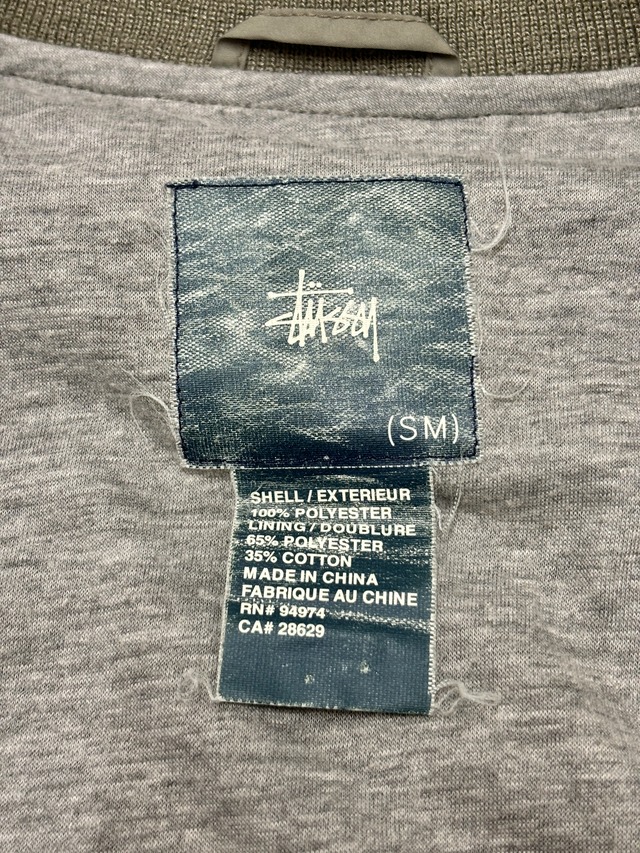 Stüssy
(SM)
SHELL / EXTERIEUR
100% POLYESTER
LINING / DOUBLURE
65% POLYESTER
35% COTTON
MADE IN CHINA
FABRIQUE AU CHINE
RN# 94974
CA# 28629